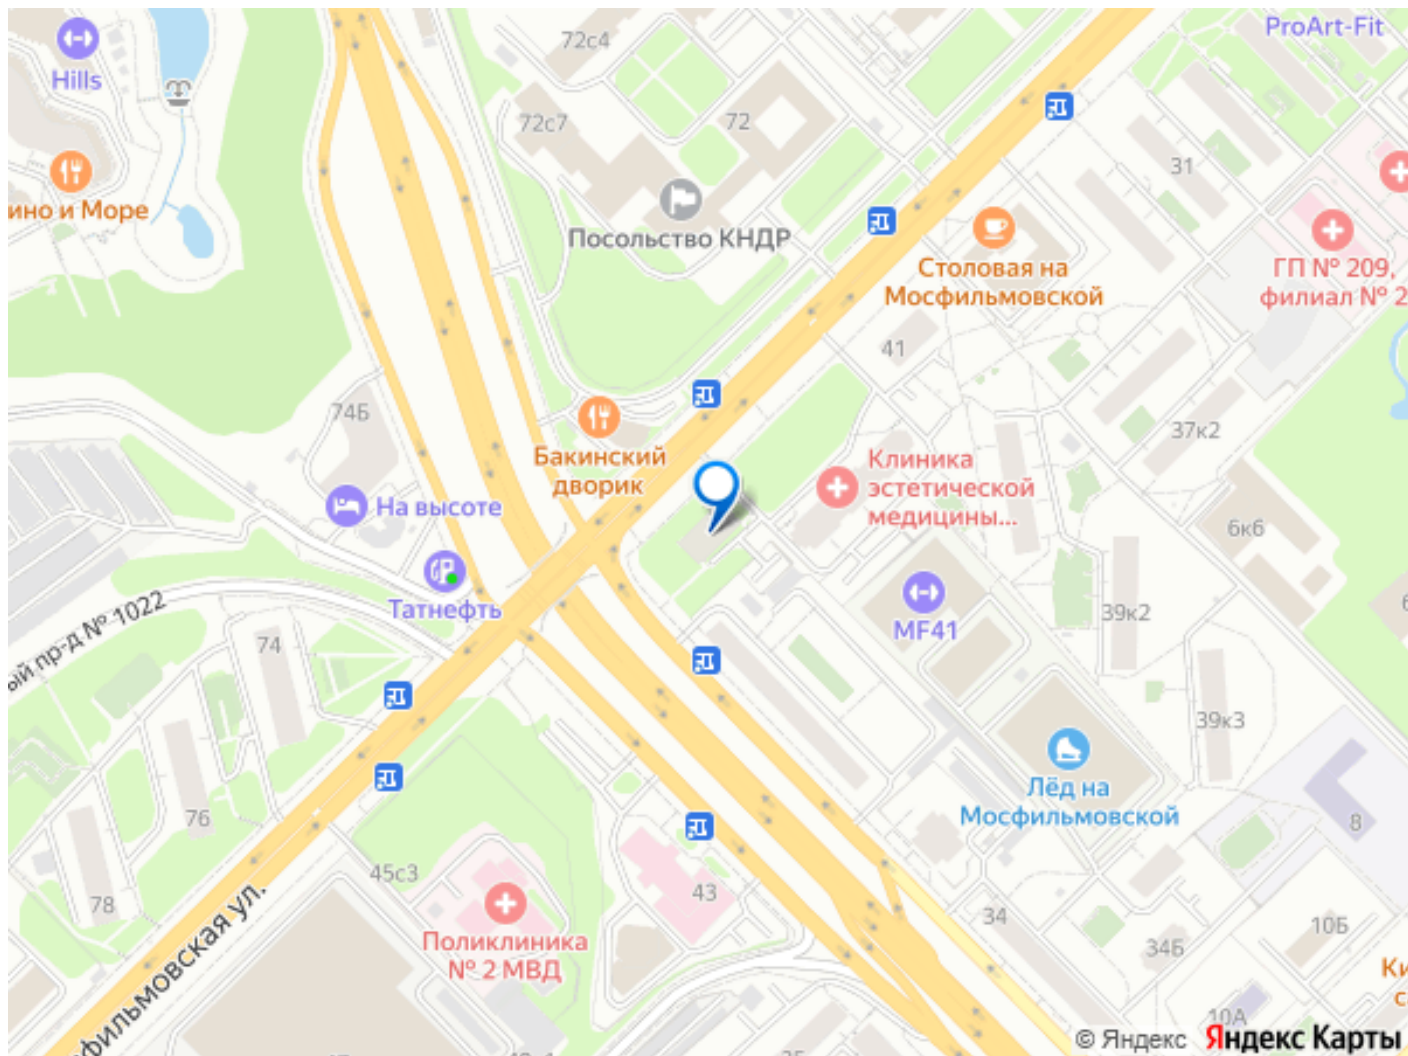 ProArt-Fit
72с4
Hills
72с7
72
31
ино и Море
Посольство КНДР
Столовая на
Мосфильмовской
ГП № 209,
филиал № 2
41
74Б
37к2
Бакинский
дворик
Клиника
эстетической
медицины...
На высоте
6к6
Татнефть
MF41
39к2
ый пр-д № 1022
74
39к3
Лёд на
Мосфильмовской
76
8
45с3
43
78
34
10Б
Поликлиника
№ 2 МВД
34Б
фильмовская ул.
Ки
10А
© Яндекс Яндекс Карты